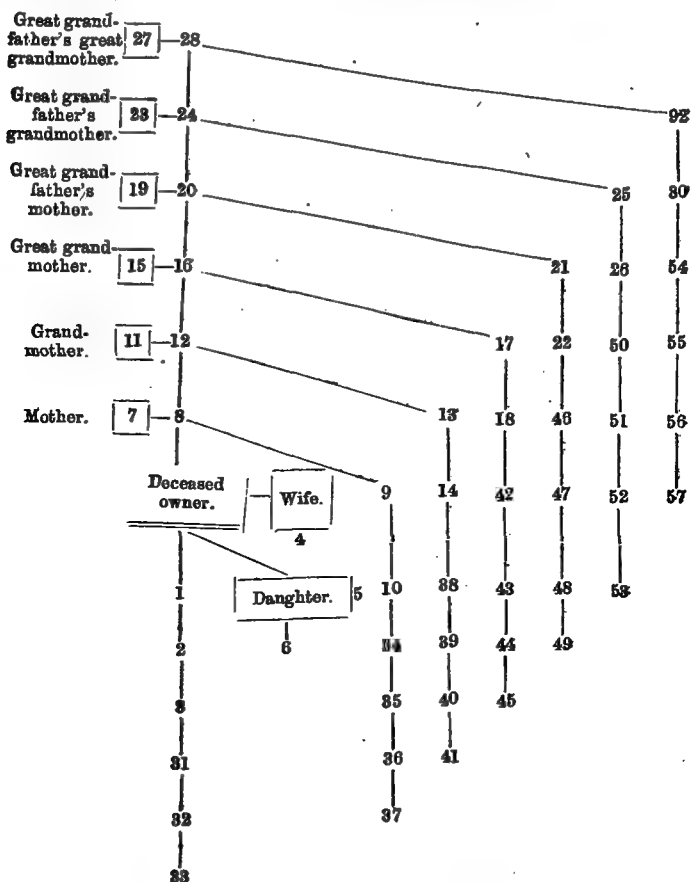 Great grand-
father's great 27 28
grandmother.
Great grand- 92
father's 23 24
grandmother.
Great grand-
father's 19 20 25 30
mother.
Great grand-
mother. 15 16 21 26 54
Grand-
mother. 11 12 17 22 50 55
Mother. 7 8 13 18 46 51 56
Deceased
owner. Wife. 9 14 42 47 52 57
4
1 Danghter. 5 10 38 43 48 53
2 6 34 39 44 49
3 35 40 45
31 36 41
32 37
33